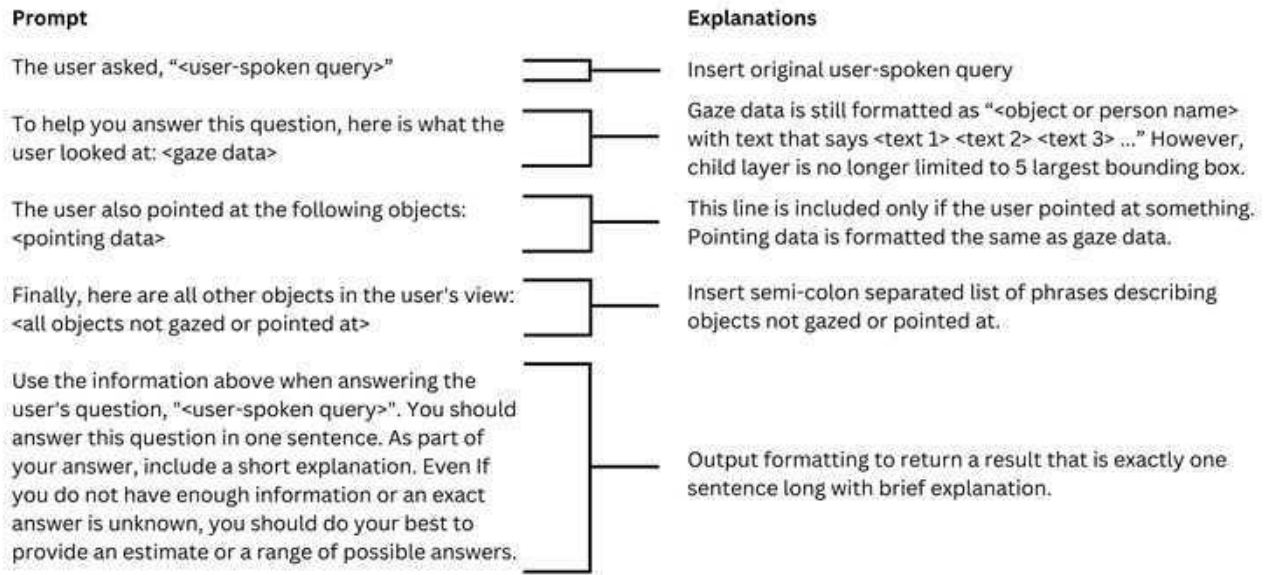 Prompt
Explanations
The user asked, “<user-spoken query>”
Insert original user-spoken query
To help you answer this question, here is what the
user looked at: <gaze data>
Gaze data is still formatted as “<object or person name>
with text that says <text 1> <text 2> <text 3> ...” However,
child layer is no longer limited to 5 largest bounding box.
The user also pointed at the following objects:
<pointing data>
This line is included only if the user pointed at something.
Pointing data is formatted the same as gaze data.
Finally, here are all other objects in the user's view:
<all objects not gazed or pointed at>
Insert semi-colon separated list of phrases describing
objects not gazed or pointed at.
Use the information above when answering the
user's question, "<user-spoken query>". You should
answer this question in one sentence. As part of
your answer, include a short explanation. Even If
you do not have enough information or an exact
answer is unknown, you should do your best to
provide an estimate or a range of possible answers.
Output formatting to return a result that is exactly one
sentence long with brief explanation.